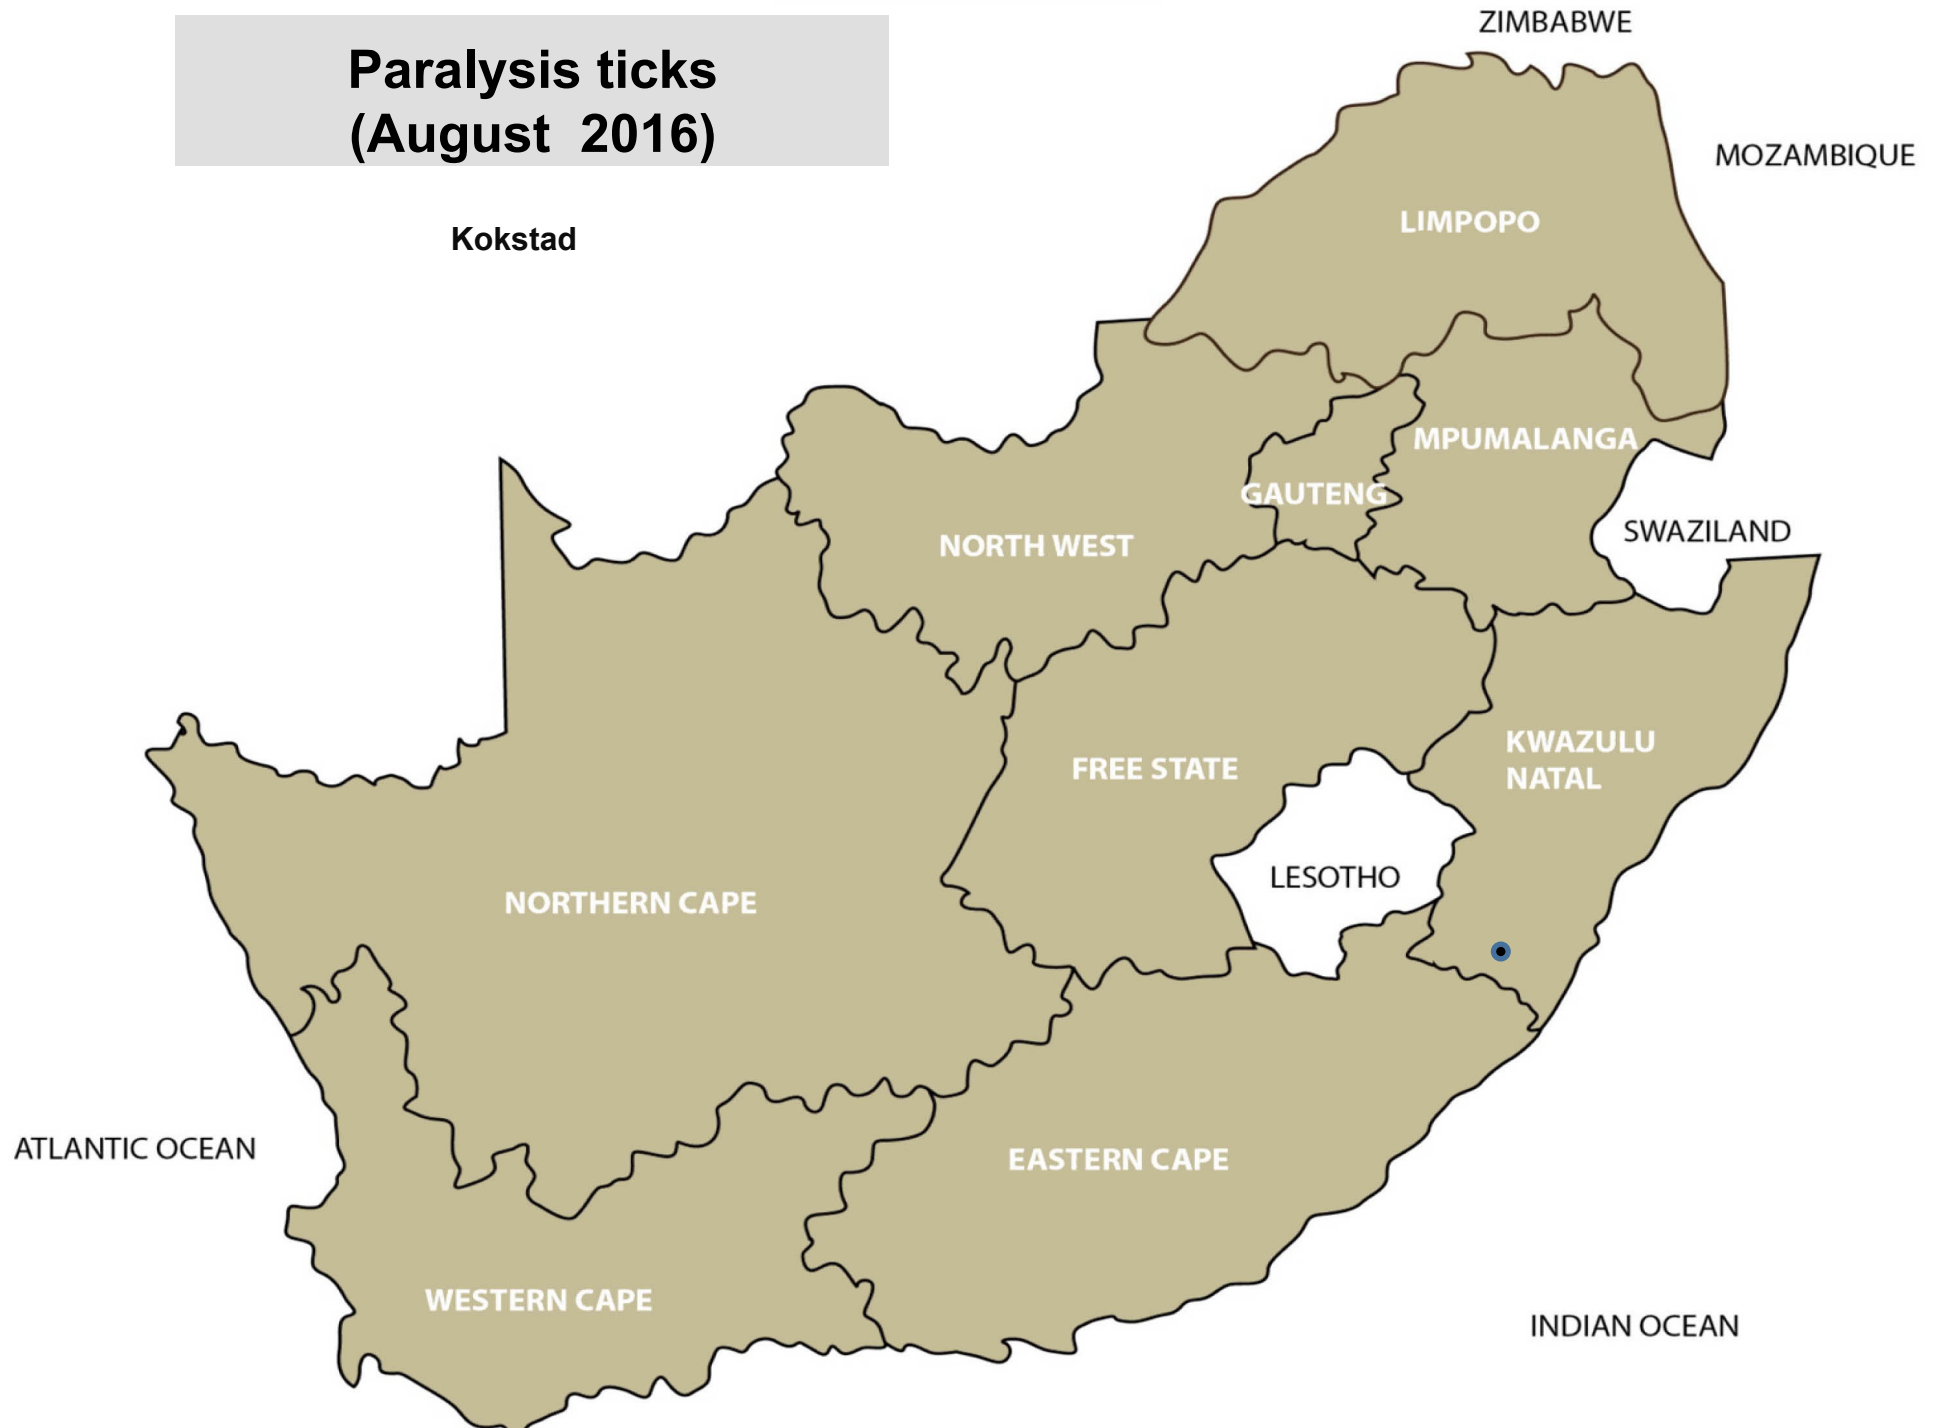 Paralysis ticks
(August  2016)
Kokstad
ZIMBABWE
MOZAMBIQUE
LIMPOPO
MPUMALANGA
GAUTENG
SWAZILAND
NORTH WEST
KWAZULU
NATAL
FREE STATE
LESOTHO
NORTHERN CAPE
ATLANTIC OCEAN
EASTERN CAPE
WESTERN CAPE
INDIAN OCEAN